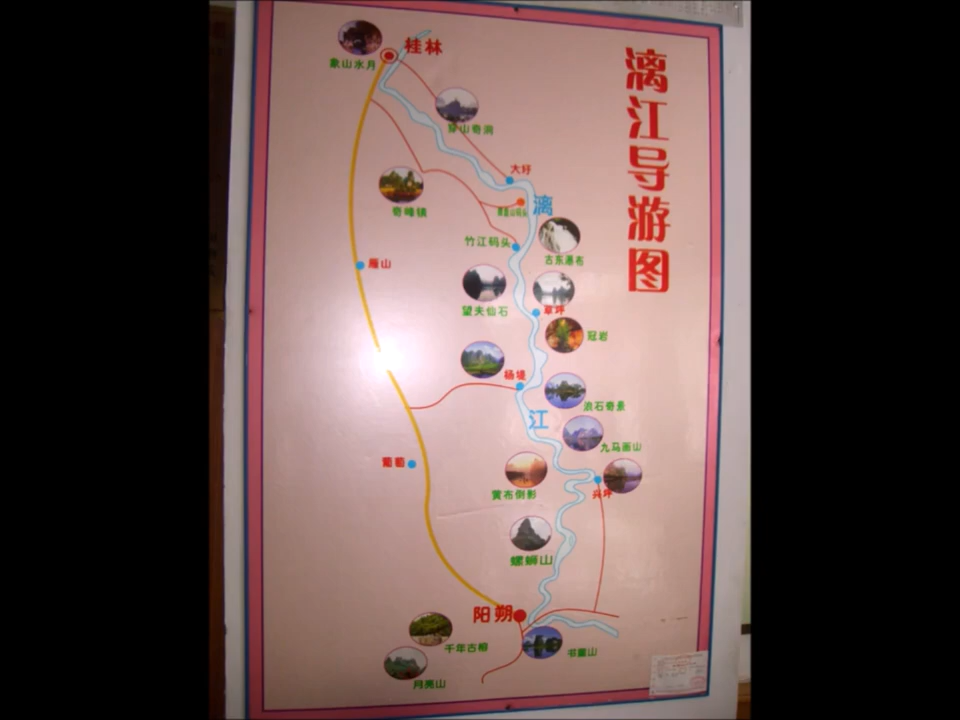 漓江导游图
桂林
象山水月
穿山奇洞
大圩
漓
奇峰镇
竹江码头
古东瀑布
雁山
望夫仙石
草坪
冠岩
杨堤
浪石奇景
江
九马画山
葡萄
黄布倒影
兴坪
螺蛳山
阳朔
千年古榕
书童山
月亮山